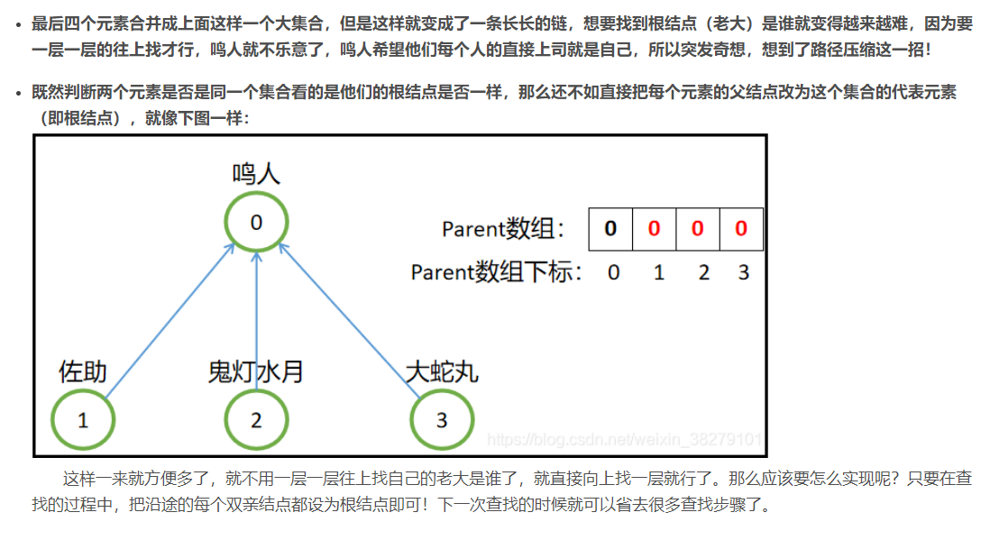 最后四个元素合并成上面这样一个大集合，但是这样就变成了一条长长的链，想要找到根结点（老大）是谁就变得越来越难，因为要
一层一层的往上找才行，鸣人就不乐意了，鸣人希望他们每个人的直接上司就是自己，所以突发奇想，想到了路径压缩这一招！
既然判断两个元素是否是同一个集合看的是他们的根结点是否一样，那么还不如直接把每个元素的父结点改为这个集合的代表元素
（即根结点），就像下图一样：
鸣人
0
Parent数组： 0 0 0 0
Parent数组下标： 0 1 2 3
佐助 鬼灯水月 大蛇丸
1 2 3
https://blog.csdn.net/weixin_38279101
这样一来就方便多了，就不用一层一层往上找自己的老大是谁了，就直接向上找一层就行了。那么应该要怎么实现呢？只要在查
找的过程中，把沿途的每个双亲结点都设为根结点即可！下一次查找的时候就可以省去很多查找步骤了。